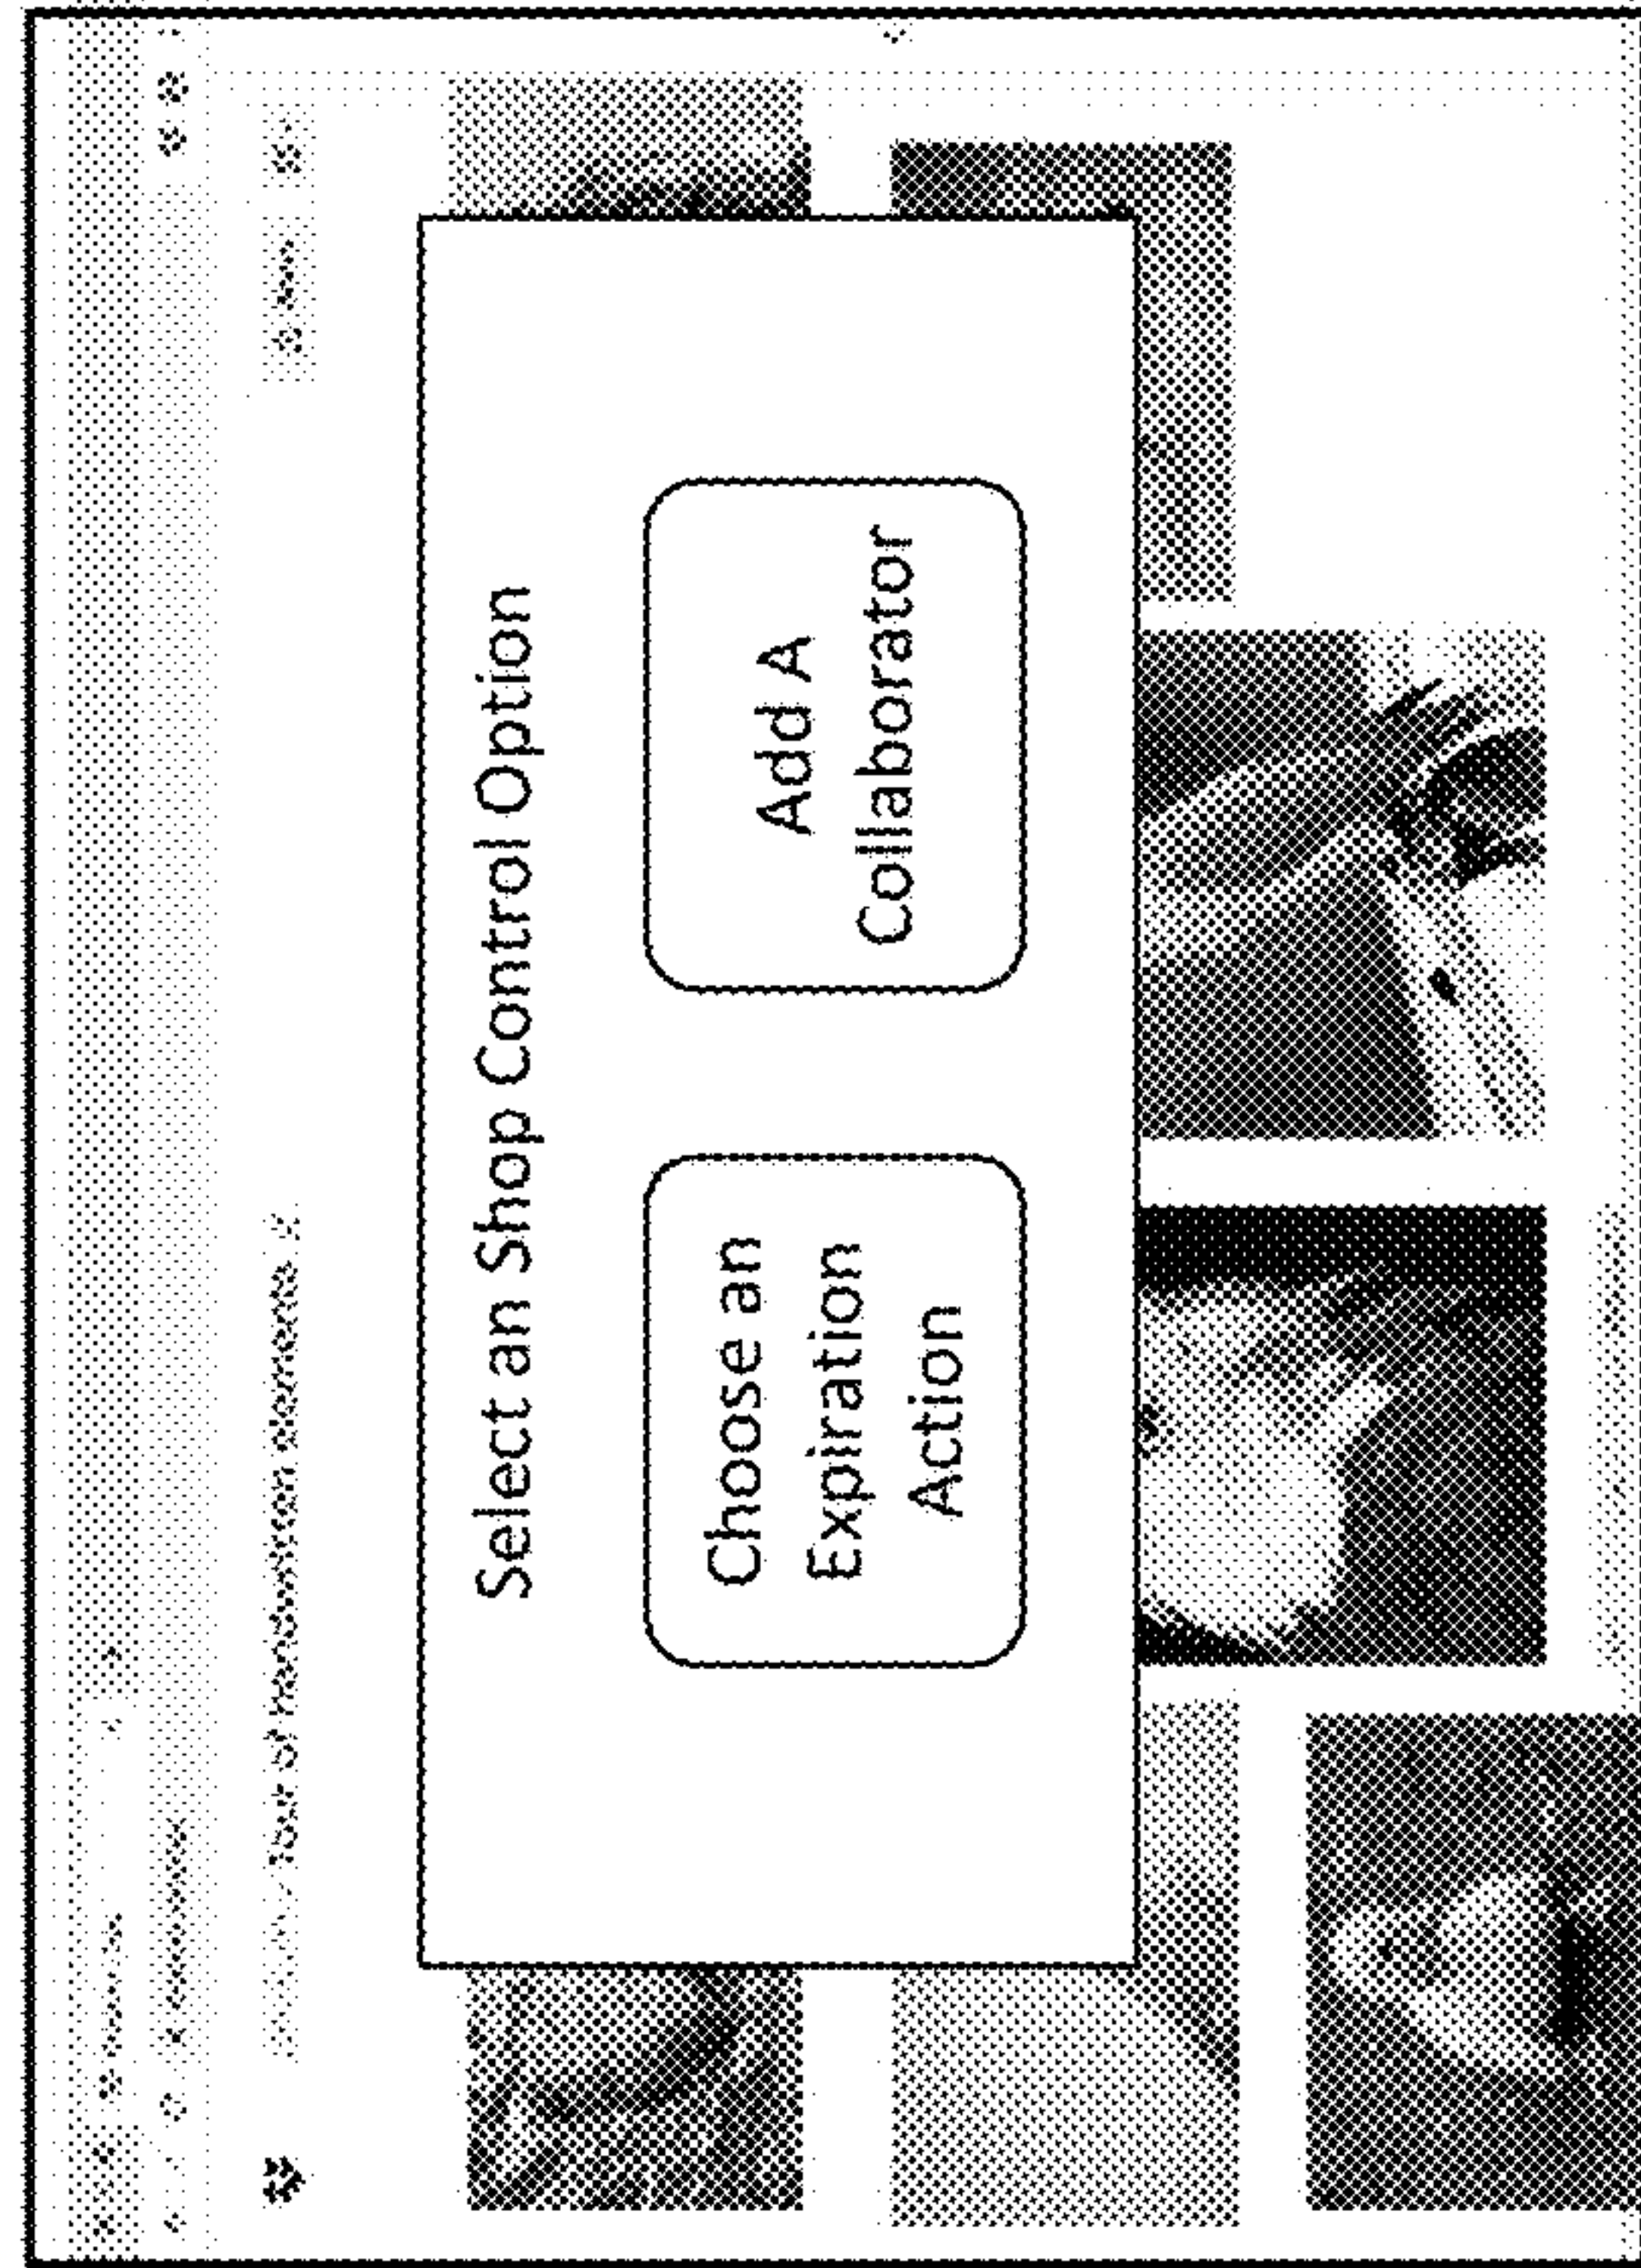 Select an Shop Control Option
Choose an
Expiration
Action
Add A
Collaborator